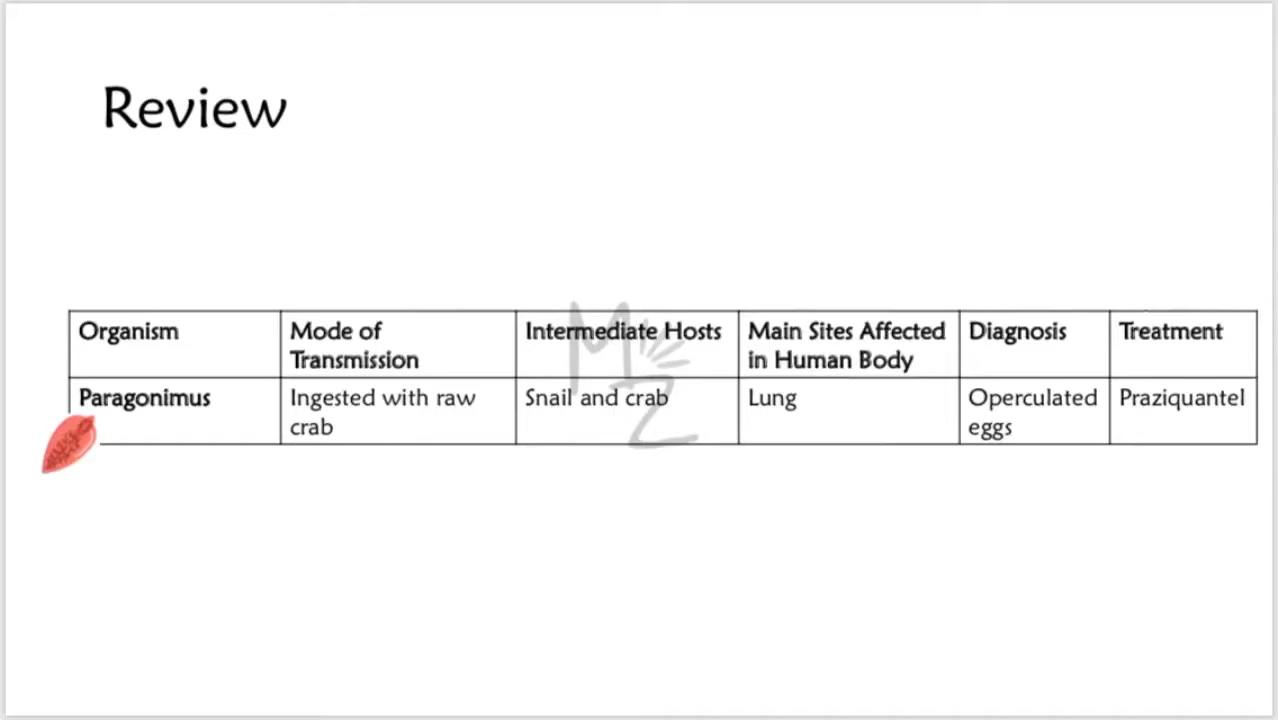 Review
Organism
Mode of
Transmission
Intermediate Hosts
Main Sites Affected
in Human Body
Diagnosis
Treatment
Paragonimus
Ingested with raw
crab
Snail and crab
Lung
Operculated
eggs
Praziquantel
MZ